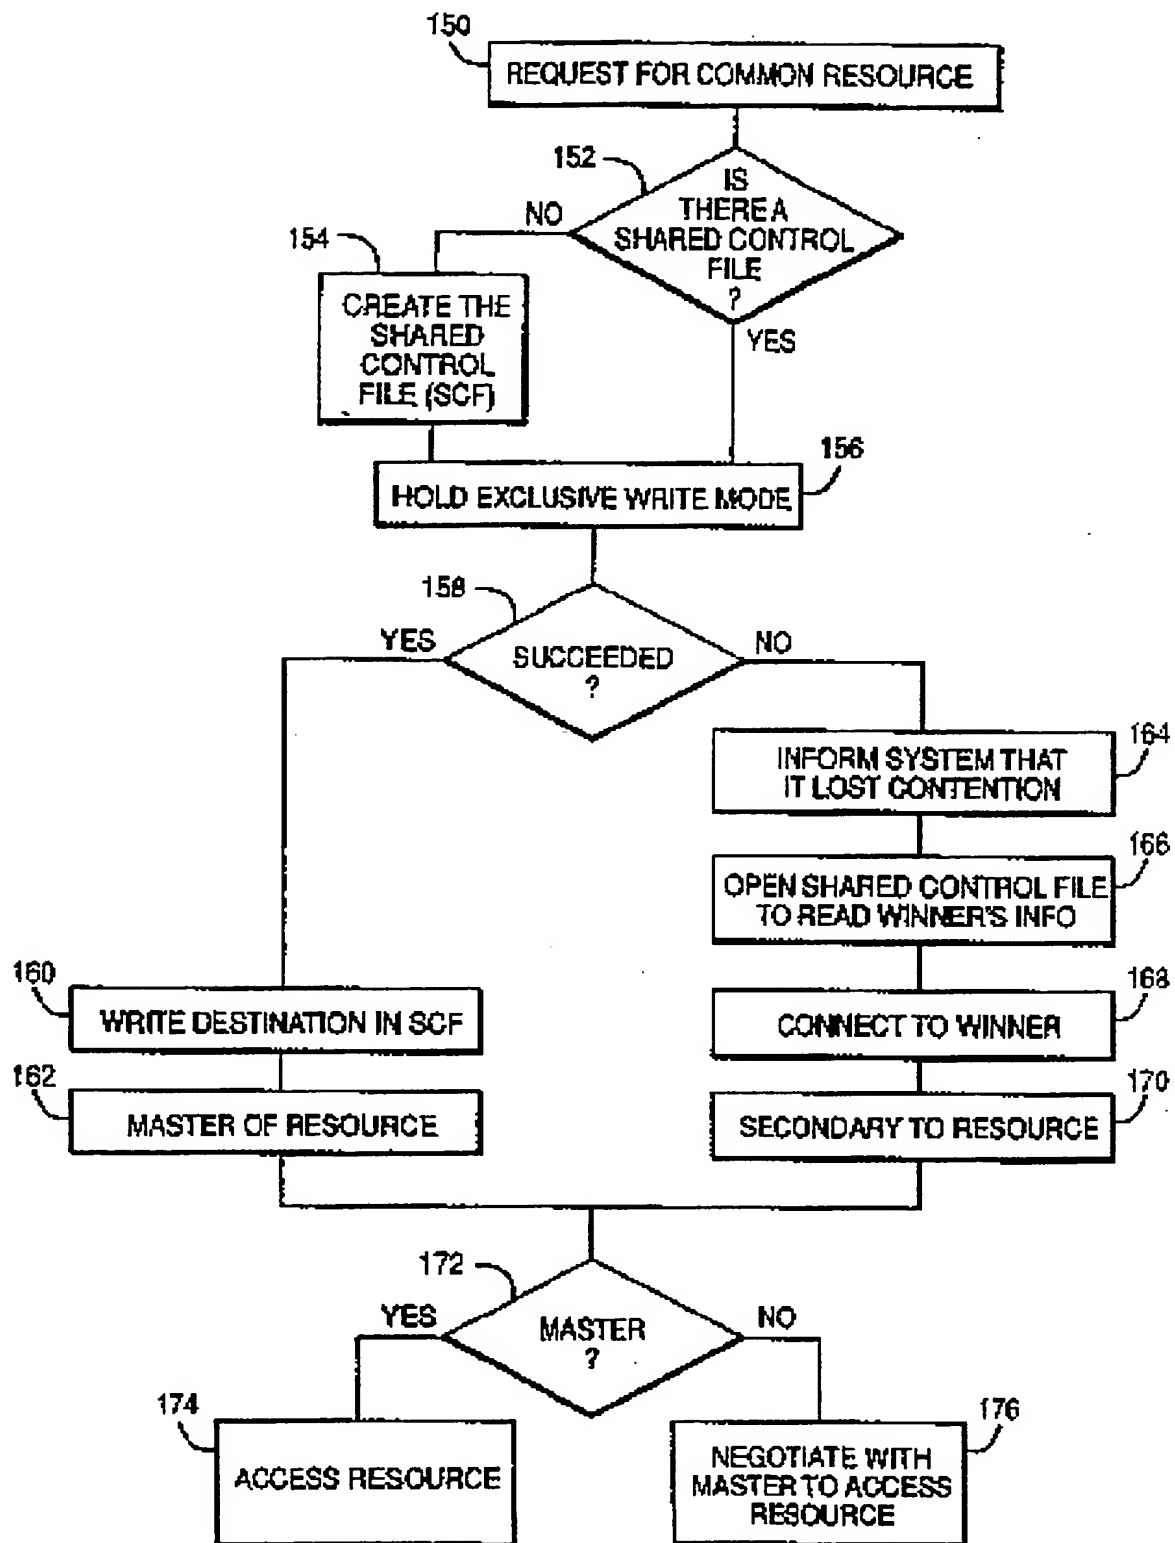 150
REQUEST FOR COMMON RESOURCE
152
IS
THERE A
SHARED CONTROL
FILE
?
NO
YES
154
CREATE THE
SHARED
CONTROL
FILE (SCF)
156
HOLD EXCLUSIVE WRITE MODE
158
SUCCEEDED
?
YES
NO
164
INFORM SYSTEM THAT
IT LOST CONTENTION
166
OPEN SHARED CONTROL FILE
TO READ WINNER'S INFO
160
WRITE DESTINATION IN SCF
168
CONNECT TO WINNER
162
MASTER OF RESOURCE
170
SECONDARY TO RESOURCE
172
MASTER
?
YES
NO
174
ACCESS RESOURCE
176
NEGOTIATE WITH
MASTER TO ACCESS
RESOURCE